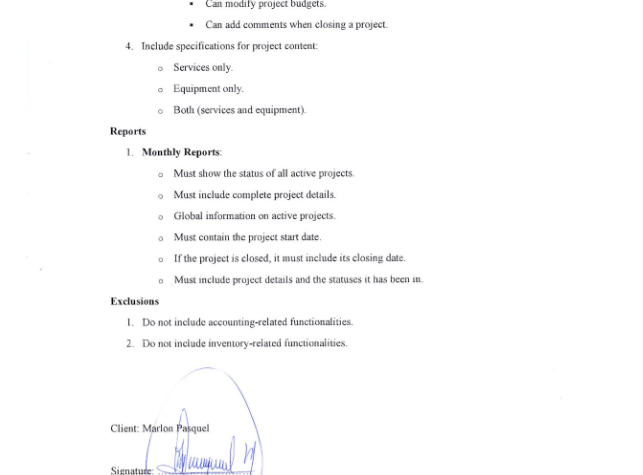 ▪ Can modify project budgets.
▪ Can add comments when closing a project.
4. Include specifications for project content:
o Services only.
o Equipment only.
o Both (services and equipment).
Reports
1. Monthly Reports:
o Must show the status of all active projects.
o Must include complete project details.
o Global information on active projects.
o Must contain the project start date.
o If the project is closed, it must include its closing date.
o Must include project details and the statuses it has been in.
Exclusions
1. Do not include accounting-related functionalities.
2. Do not include inventory-related functionalities.
Client: Marlon Pasquel
Signature: